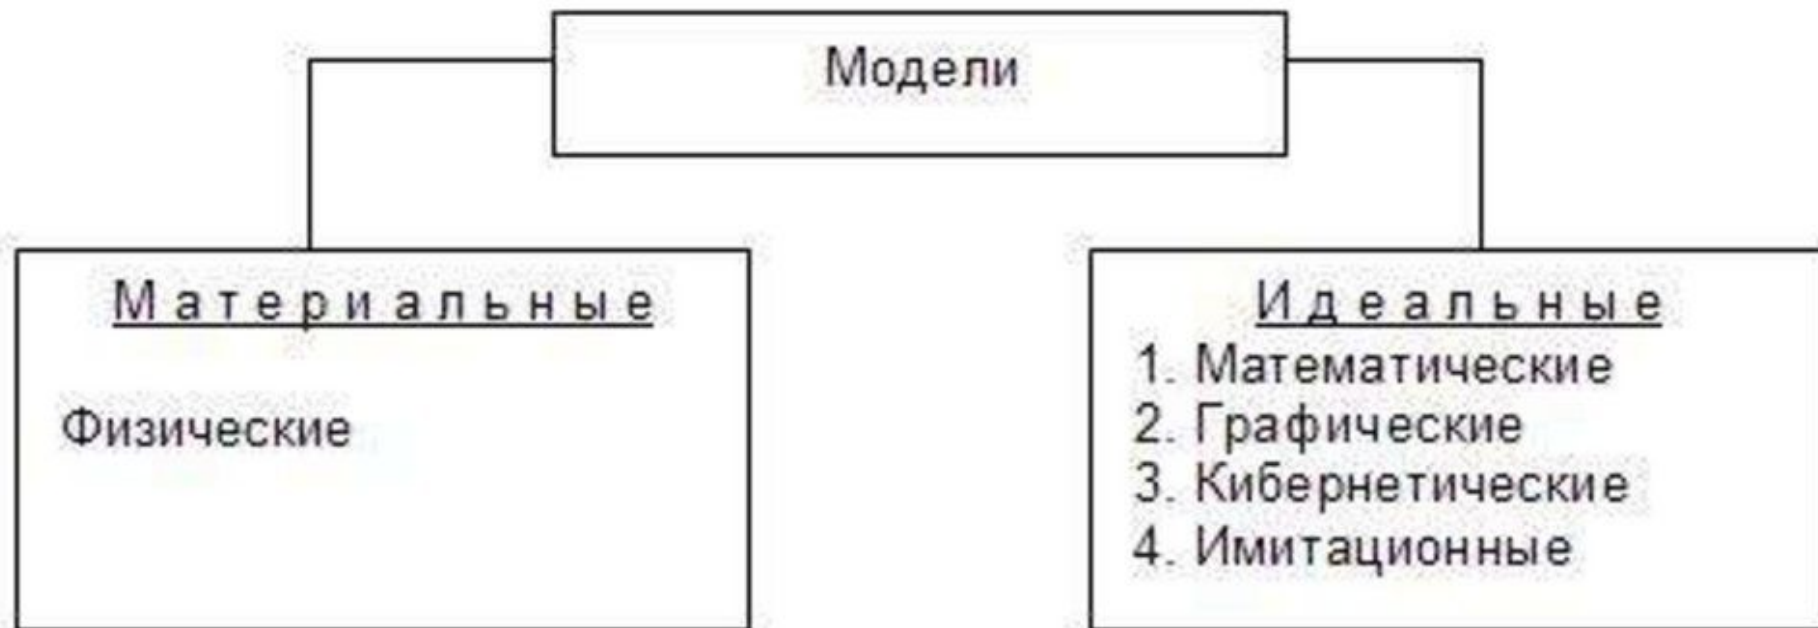 Модели
Материальные
Физические
Идеальные
1. Математические
2. Графические
3. Кибернетические
4. Имитационные